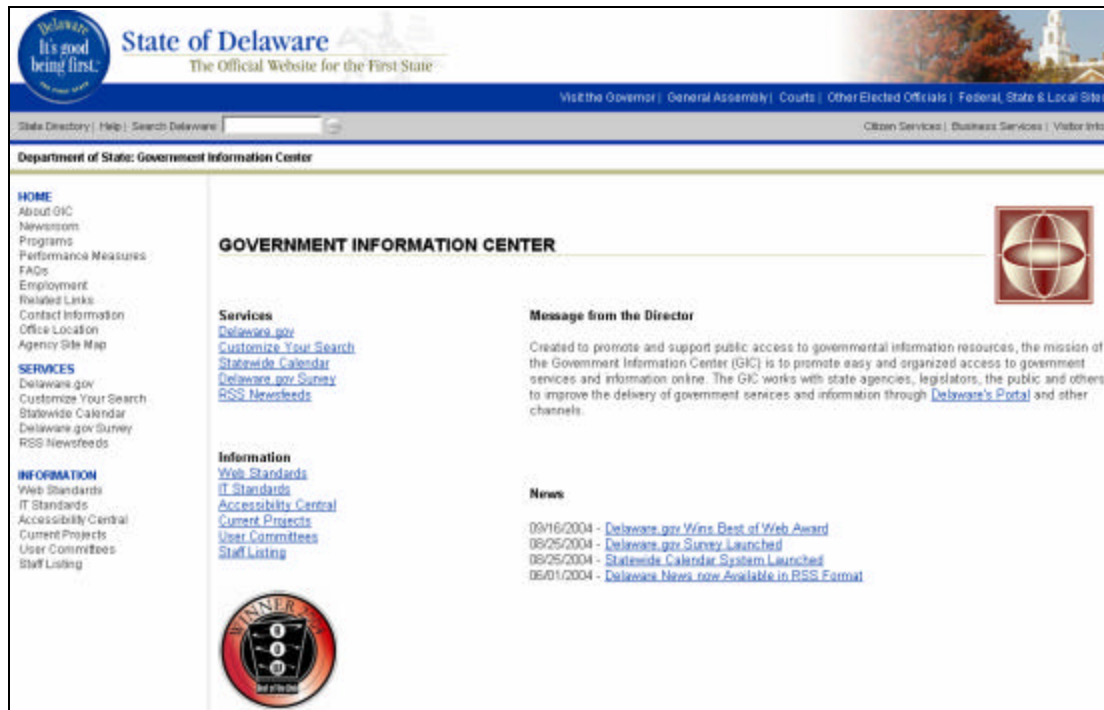 Delaware
It's good
being first.
THE FIRST STATE
State of Delaware
The Official Website for the First State
Visit the Governor | General Assembly | Courts | Other Elected Officials | Federal, State & Local Sites
State Directory | Help | Search Delaware
Citizen Services | Business Services | Visitor Info
Department of State: Government Information Center
HOME
About GIC
Newsroom
Programs
Performance Measures
FAQs
Employment
Related Links
Contact Information
Office Location
Agency Site Map
SERVICES
Delaware.gov
Customize Your Search
Statewide Calendar
Delaware.gov Survey
RSS Newsfeeds
INFORMATION
Web Standards
IT Standards
Accessibility Central
Current Projects
User Committees
Staff Listing
GOVERNMENT INFORMATION CENTER
Services
Delaware.gov
Customize Your Search
Statewide Calendar
Delaware.gov Survey
RSS Newsfeeds
Information
Web Standards
IT Standards
Accessibility Central
Current Projects
User Committees
Staff Listing
WINNER 2004
Best of the Web
Message from the Director
Created to promote and support public access to governmental information resources, the mission of
the Government Information Center (GIC) is to promote easy and organized access to government
services and information online. The GIC works with state agencies, legislators, the public and others
to improve the delivery of government services and information through Delaware's Portal and other
channels.
News
09/16/2004 - Delaware.gov Wins Best of Web Award
08/25/2004 - Delaware.gov Survey Launched
08/25/2004 - Statewide Calendar System Launched
06/01/2004 - Delaware News now Available in RSS Format